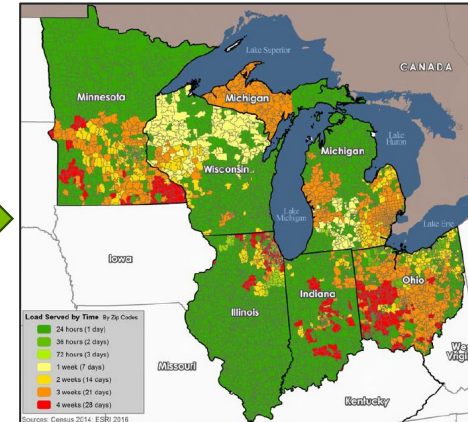 Lake Superior
CANADA
Minnesota
Michigan
Lake Huron
Michigan
Wisconsin
Lake Michigan
Lake Erie
Iowa
Ohio
Indiana
Illinois
West Virginia
Missouri
Kentucky
Load Served by Time By Zip Codes
24 hours (1 day)
36 hours (2 days)
72 hours (3 days)
1 week (7 days)
2 weeks (14 days)
3 weeks (21 days)
4 weeks (28 days)
Sources: Census 2014; ESRI 2016